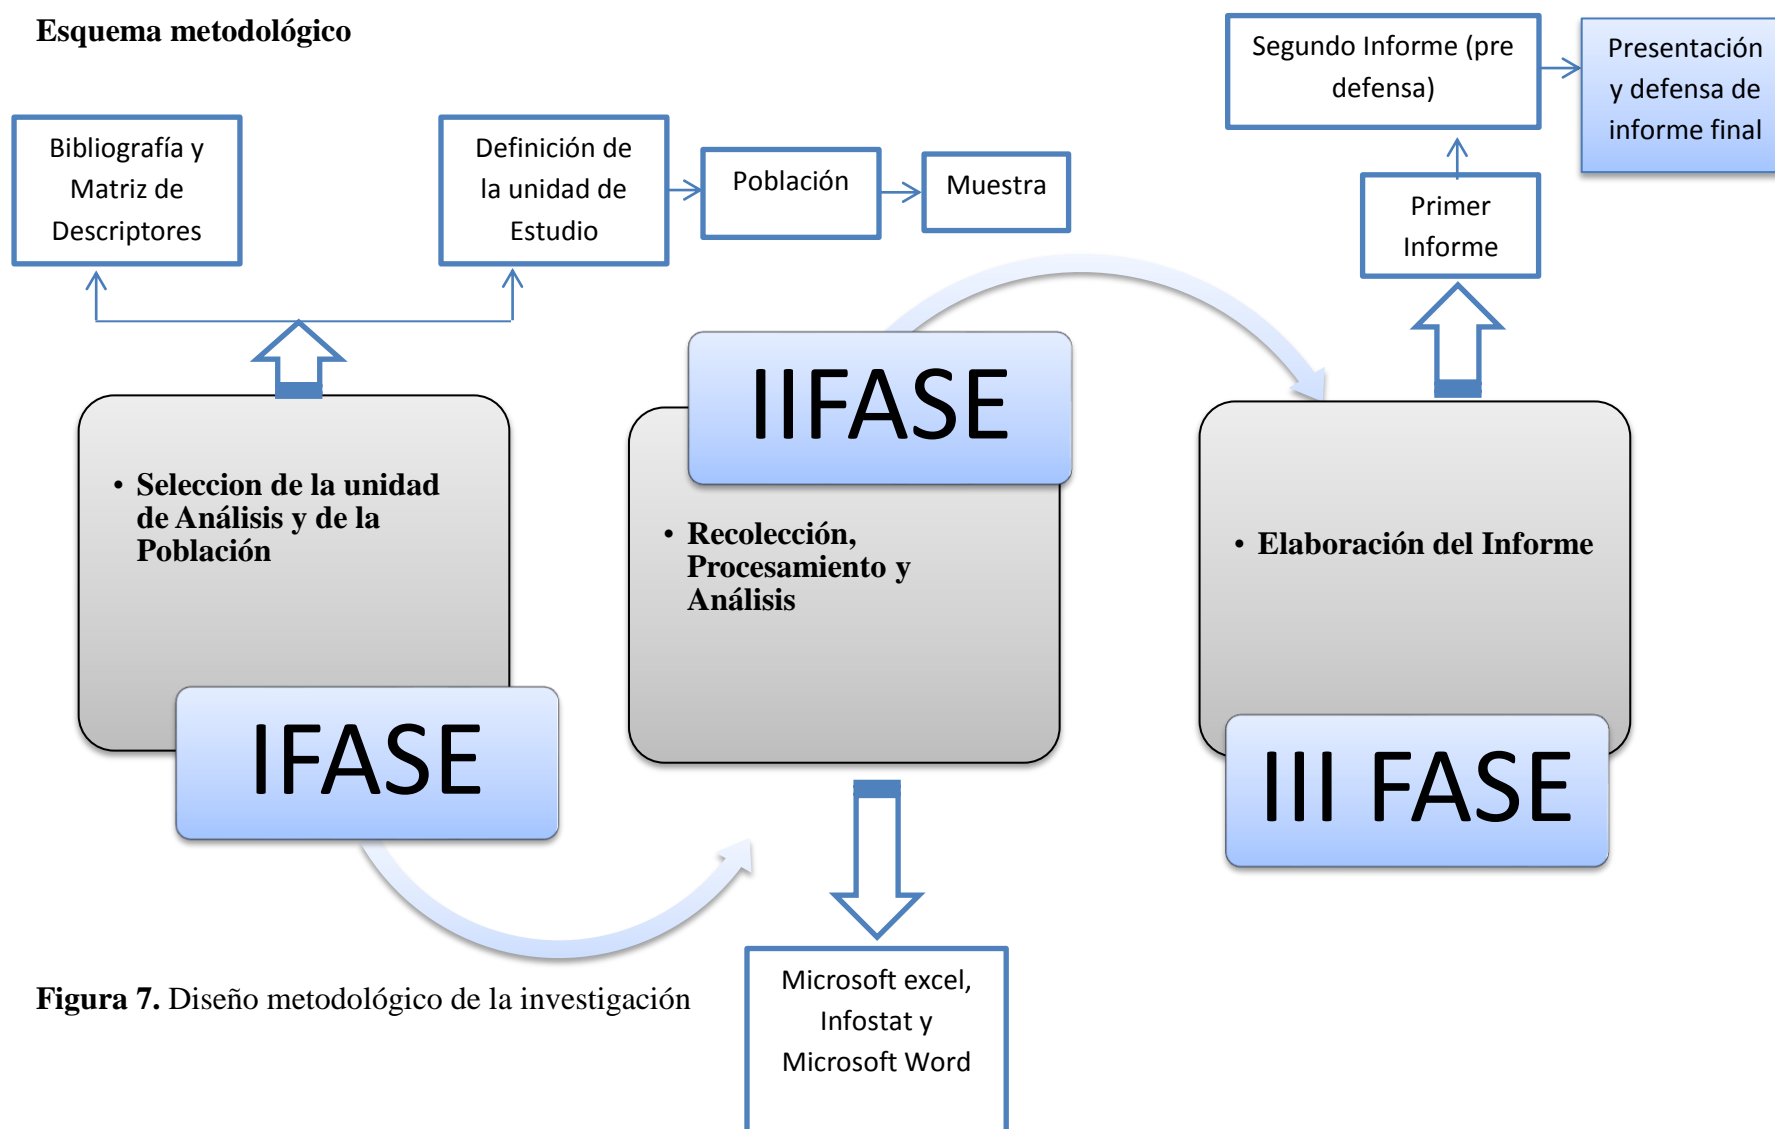 Esquema metodológico
Bibliografía y
Matriz de
Descriptores
Definición de
la unidad de
Estudio
Población
Muestra
Segundo Informe (pre
defensa)
Presentación
y defensa de
informe final
Primer
Informe
• Seleccion de la unidad
de Análisis y de la
Población
IFASE
IIFASE
• Recolección,
Procesamiento y
Análisis
• Elaboración del Informe
III FASE
Microsoft excel,
Infostat y
Microsoft Word
Figura 7. Diseño metodológico de la investigación